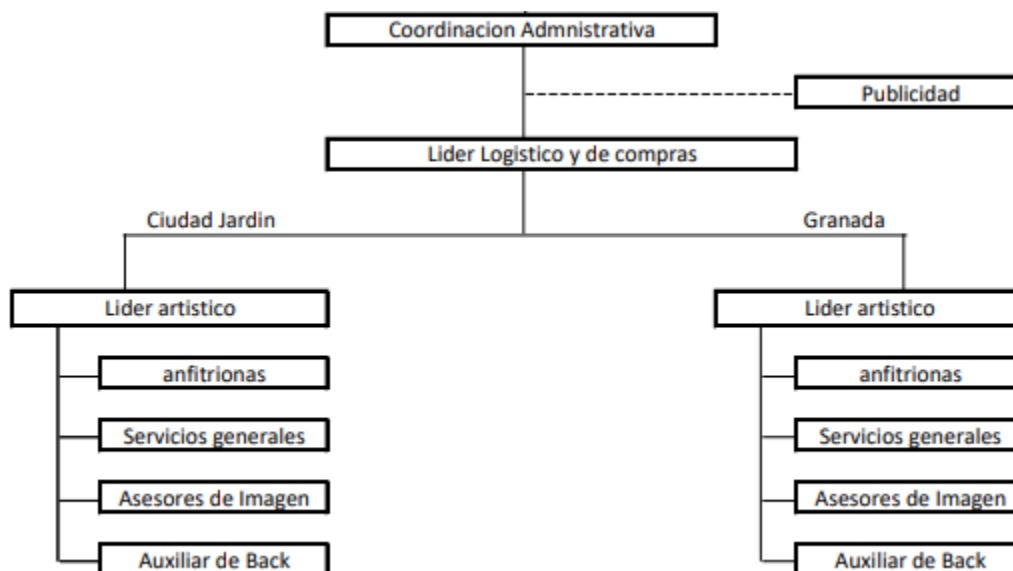 Coordinacion Admnistrativa
Publicidad
Lider Logistico y de compras
Ciudad Jardin
Granada
Lider artistico
anfitrionas
Servicios generales
Asesores de Imagen
Auxiliar de Back
Lider artistico
anfitrionas
Servicios generales
Asesores de Imagen
Auxiliar de Back